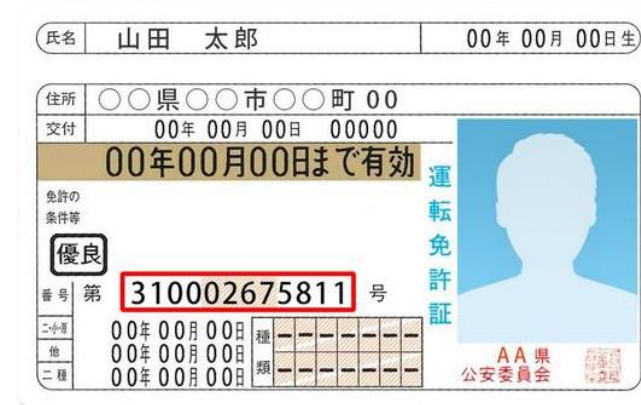 氏名 山田 太郎 00年 00月 00日生
住所 ○○県○○市○○町 00
交付 00年 00月 00日 00000
00年00月00日まで有効
免許の
条件等
優良
番号 第 310002675811 号
二・小・原 00年 00月 00日
他 00年 00月 00日
二種 00年 00月 00日
種類 - - - - - - -
- - - - - - -
運転免許証
AA県
公安委員会